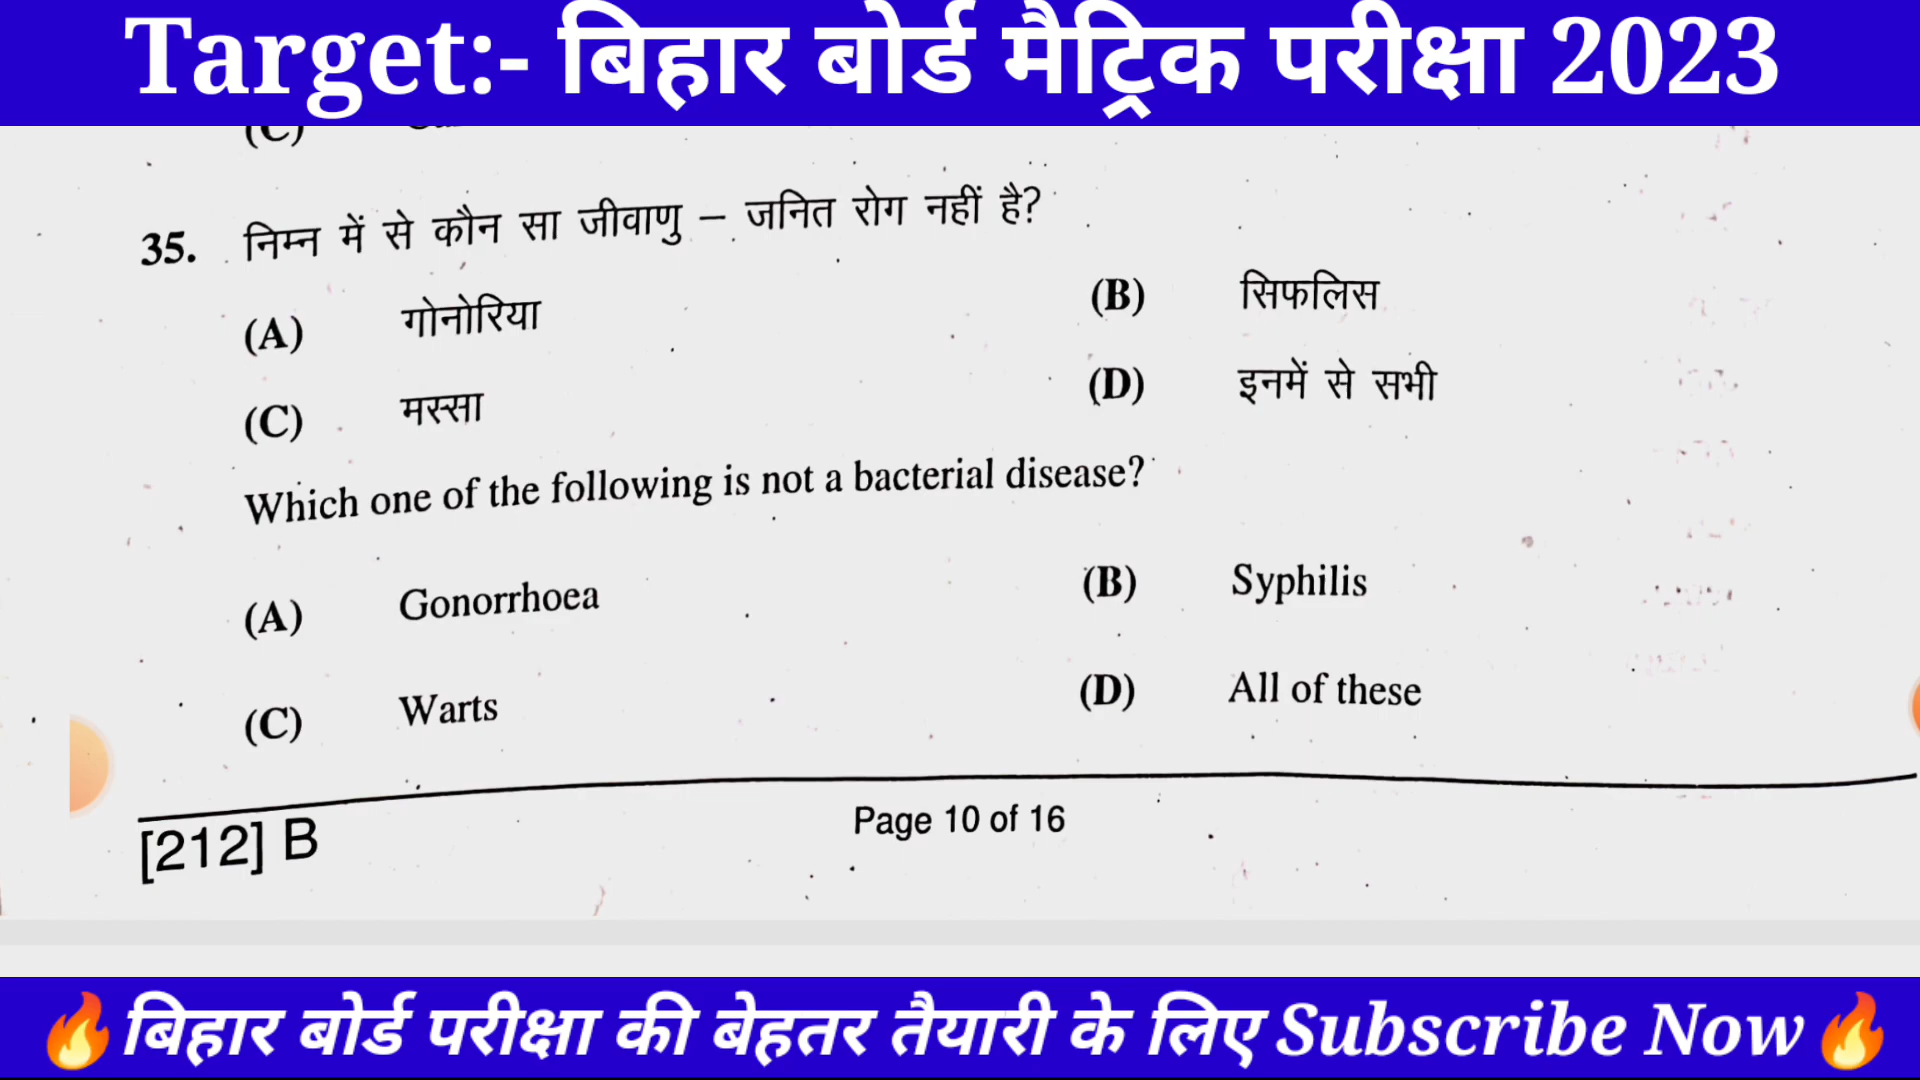 Target:- बिहार बोर्ड मैट्रिक परीक्षा 2023
(C)
35. निम्न में से कौन सा जीवाणु – जनित रोग नहीं है?
(A) गोनोरिया (B) सिफलिस
(C) मस्सा (D) इनमें से सभी
Which one of the following is not a bacterial disease?
(A) Gonorrhoea (B) Syphilis
(C) Warts (D) All of these
[212] B Page 10 of 16
🔥बिहार बोर्ड परीक्षा की बेहतर तैयारी के लिए Subscribe Now🔥